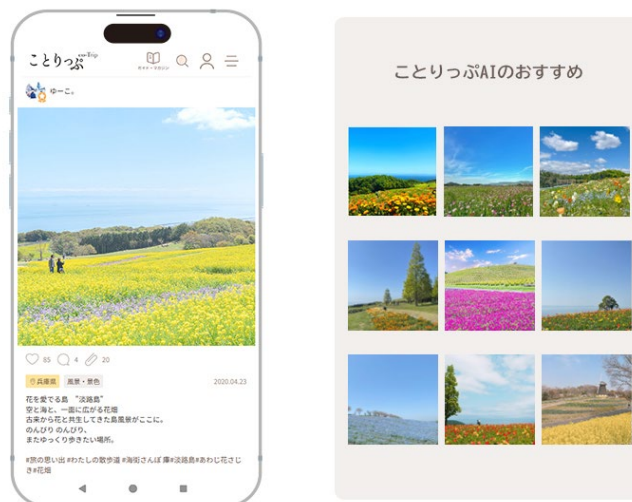 ことりっぷ
co-Trip
ゆーこ。
85
4
20
兵庫県
風景・景色
2020.04.23
花を愛でる島 “淡路島”
空と海と、一面に広がる花畑
古来から花と共生してきた島風景がここに。
のんびり のんびり、
またゆっくり歩きたい場所。
#旅の思い出 #わたしの散歩道 #海街さんぽ #淡路島#あわじ花さじ
き#花畑
ことりっぷAIのおすすめ